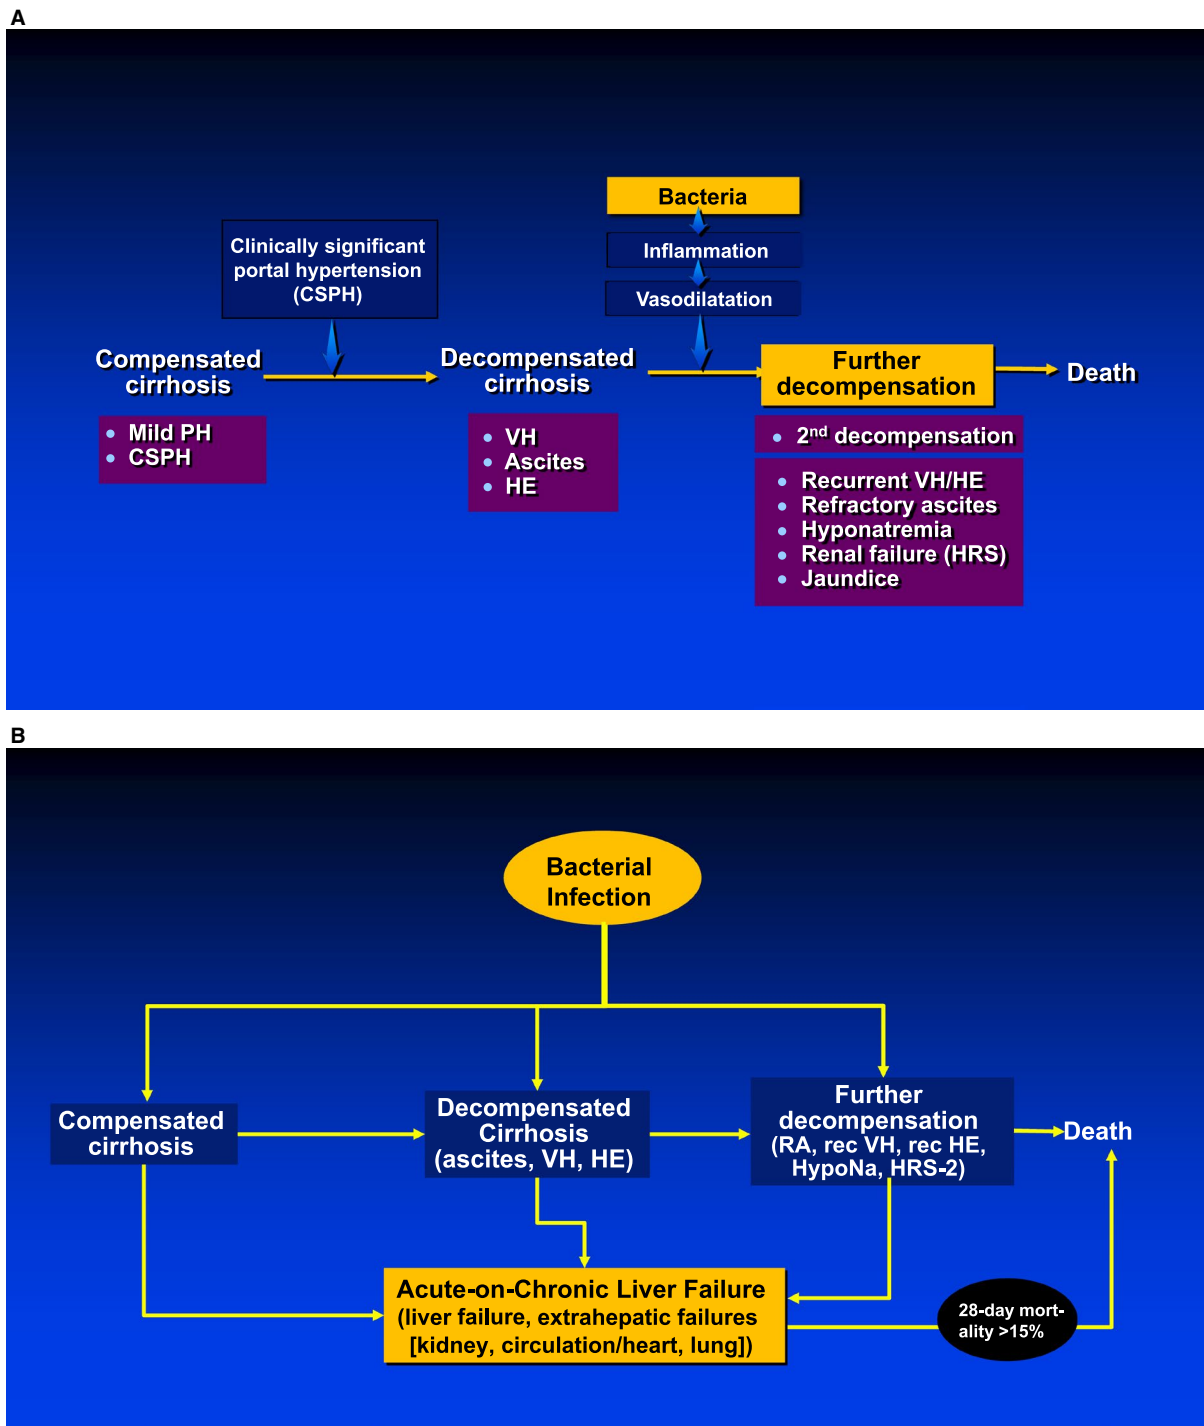 A
Bacteria
Clinically significant
portal hypertension
(CSPH)
Inflammation
Vasodilatation
Compensated
cirrhosis
Decompensated
cirrhosis
Further
decompensation
Death
• Mild PH
• CSPH
• VH
• Ascites
• HE
• 2nd decompensation
• Recurrent VH/HE
• Refractory ascites
• Hyponatremia
• Renal failure (HRS)
• Jaundice
B
Bacterial
Infection
Compensated
cirrhosis
Decompensated
Cirrhosis
(ascites, VH, HE)
Further
decompensation
(RA, rec VH, rec HE,
HypoNa, HRS-2)
Death
Acute-on-Chronic Liver Failure
(liver failure, extrahepatic failures
[kidney, circulation/heart, lung])
28-day mort-
ality >15%